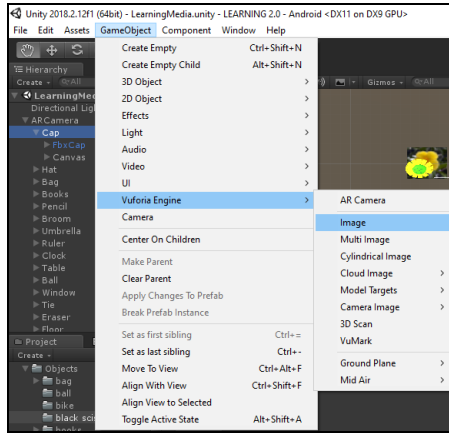 Unity 2018.2.12f1 (64bit) - LearningMedia.unity - LEARNING 2.0 - Android <DX11 on DX9 GPU>
File Edit Assets GameObject Component Window Help
Hierarchy
Create All
Gizmos All
LearningMed
Directional Lig
ARCamera
Cap
FbxCap
Canvas
Hat
Bag
Books
Pencil
Broom
Umbrella
Ruler
Clock
Table
Ball
Window
Tie
Eraser
Floor
Project
Create
Objects
bag
ball
bike
black sci
books
Create Empty Ctrl+Shift+N
Create Empty Child Alt+Shift+N
3D Object
2D Object
Effects
Light
Audio
Video
UI
Vuforia Engine
Camera
Center On Children
Make Parent
Clear Parent
Apply Changes To Prefab
Break Prefab Instance
Set as first sibling Ctrl+=
Set as last sibling Ctrl+-
Move To View Ctrl+Alt+F
Align With View Ctrl+Shift+F
Align View to Selected
Toggle Active State Alt+Shift+A
AR Camera
Image
Multi Image
Cylindrical Image
Cloud Image
Model Targets
Camera Image
3D Scan
VuMark
Ground Plane
Mid Air